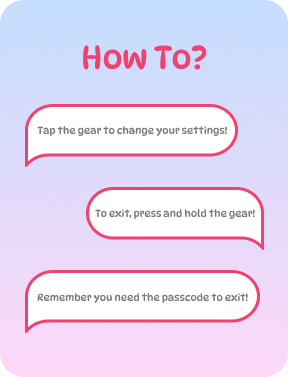 How To?
Tap the gear to change your settings!
To exit, press and hold the gear!
Remember you need the passcode to exit!